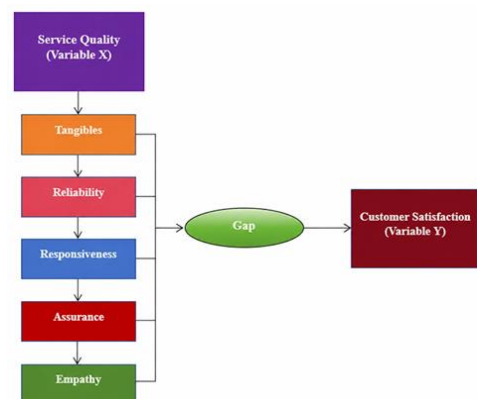 Service Quality
(Variable X)
Tangibles
Reliability
Responsiveness
Assurance
Empathy
Gap
Customer Satisfaction
(Variable Y)